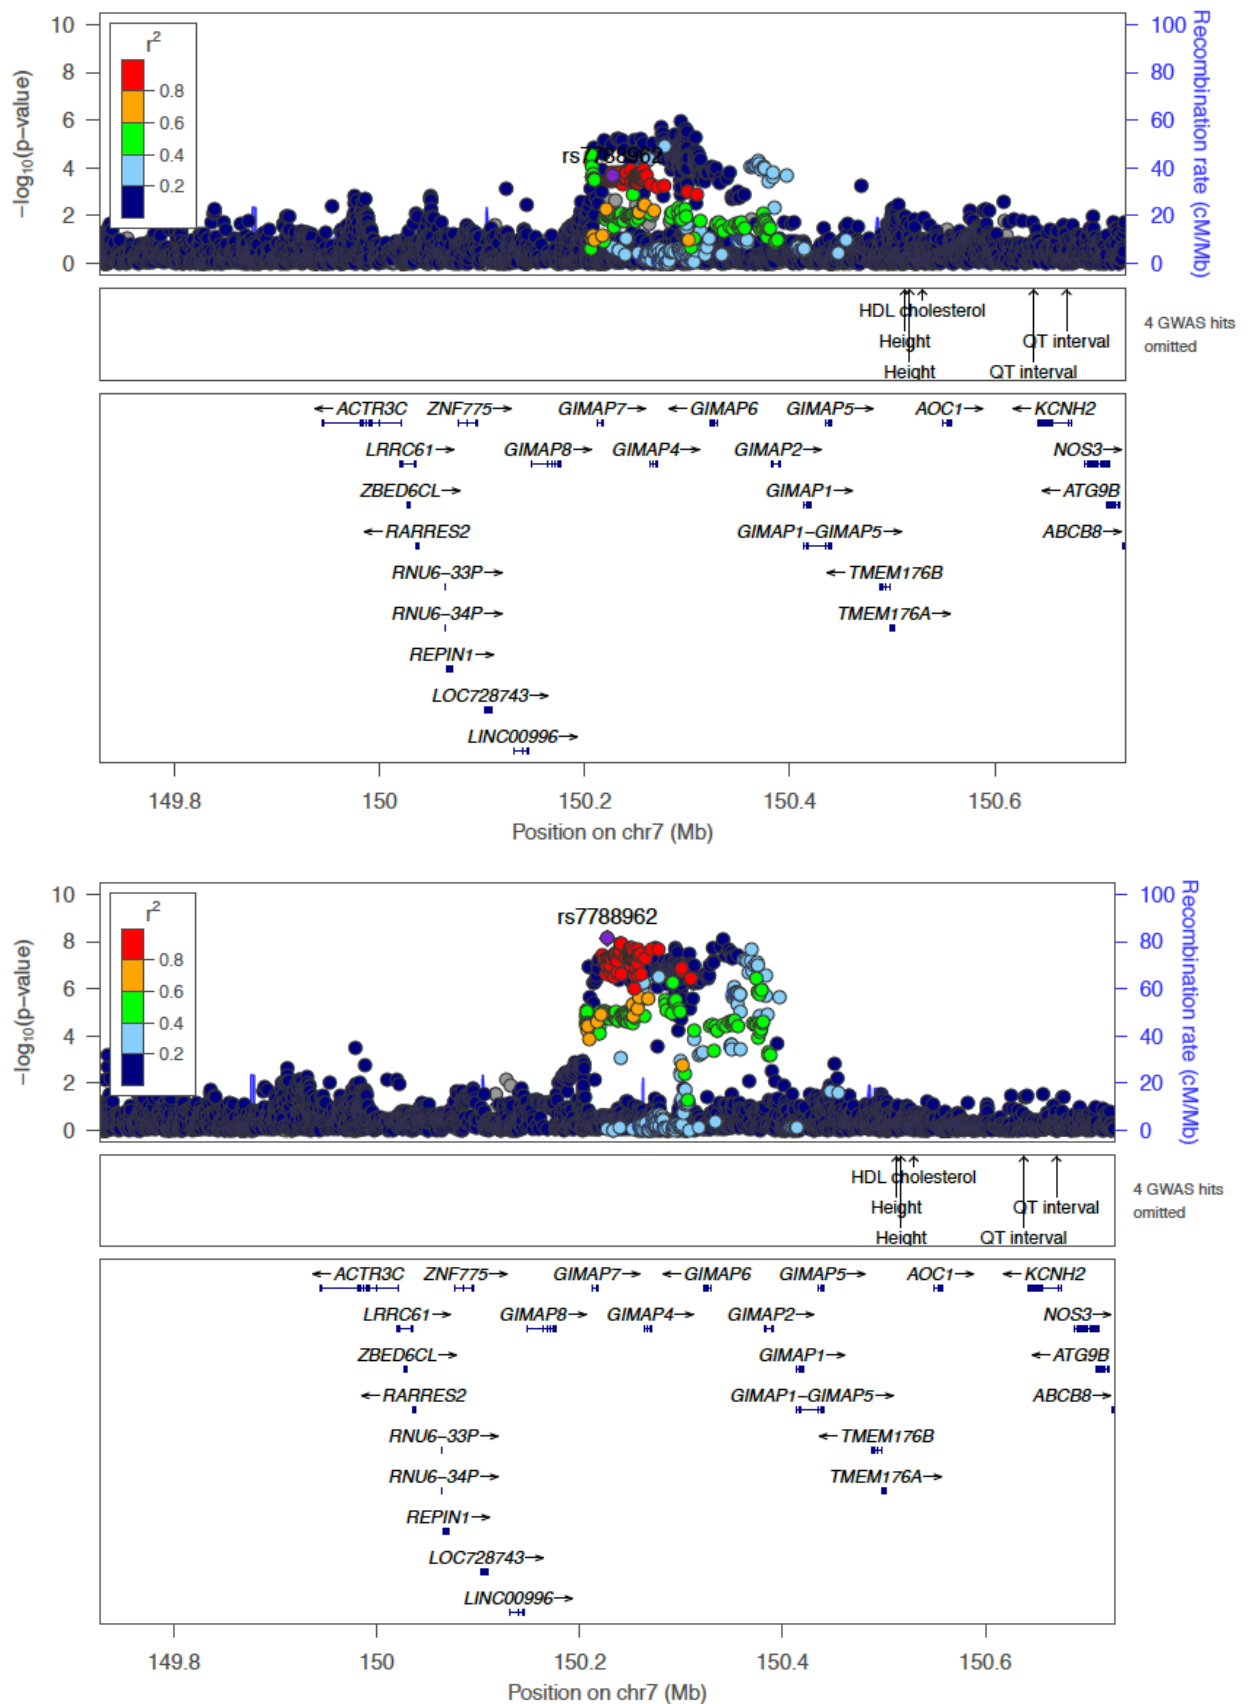 10
8
6
4
2
0
−log10(p−value)
r2
0.8
0.6
0.4
0.2
rs7788962
100
80
60
40
20
0
Recombination rate (cM/Mb)
HDL cholesterol
Height
QT interval
Height
QT interval
4 GWAS hits
omitted
←ACTR3C
ZNF775→
GIMAP7→
←GIMAP6
GIMAP5→
AOC1→
←KCNH2
LRRC61→
GIMAP8→
GIMAP4→
GIMAP2→
NOS3→
ZBED6CL→
GIMAP1→
←ATG9B
←RARRES2
GIMAP1−GIMAP5→
ABCB8→
RNU6−33P→
←TMEM176B
RNU6−34P→
TMEM176A→
REPIN1→
LOC728743→
LINC00996→
149.8
150
150.2
150.4
150.6
Position on chr7 (Mb)
10
8
6
4
2
0
−log10(p−value)
r2
0.8
0.6
0.4
0.2
rs7788962
100
80
60
40
20
0
Recombination rate (cM/Mb)
HDL cholesterol
Height
QT interval
Height
QT interval
4 GWAS hits
omitted
←ACTR3C
ZNF775→
GIMAP7→
←GIMAP6
GIMAP5→
AOC1→
←KCNH2
LRRC61→
GIMAP8→
GIMAP4→
GIMAP2→
NOS3→
ZBED6CL→
GIMAP1→
←ATG9B
←RARRES2
GIMAP1−GIMAP5→
ABCB8→
RNU6−33P→
←TMEM176B
RNU6−34P→
TMEM176A→
REPIN1→
LOC728743→
LINC00996→
149.8
150
150.2
150.4
150.6
Position on chr7 (Mb)